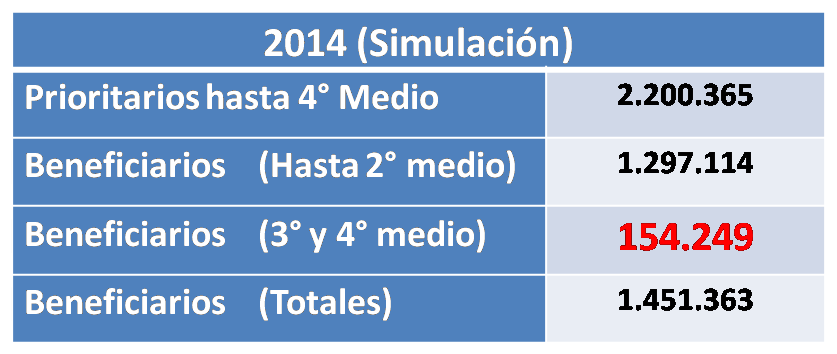 2014 (Simulación)
Prioritarios hasta 4° Medio 2.200.365
Beneficiarios (Hasta 2° medio) 1.297.114
Beneficiarios (3° y 4° medio) 154.249
Beneficiarios (Totales) 1.451.363